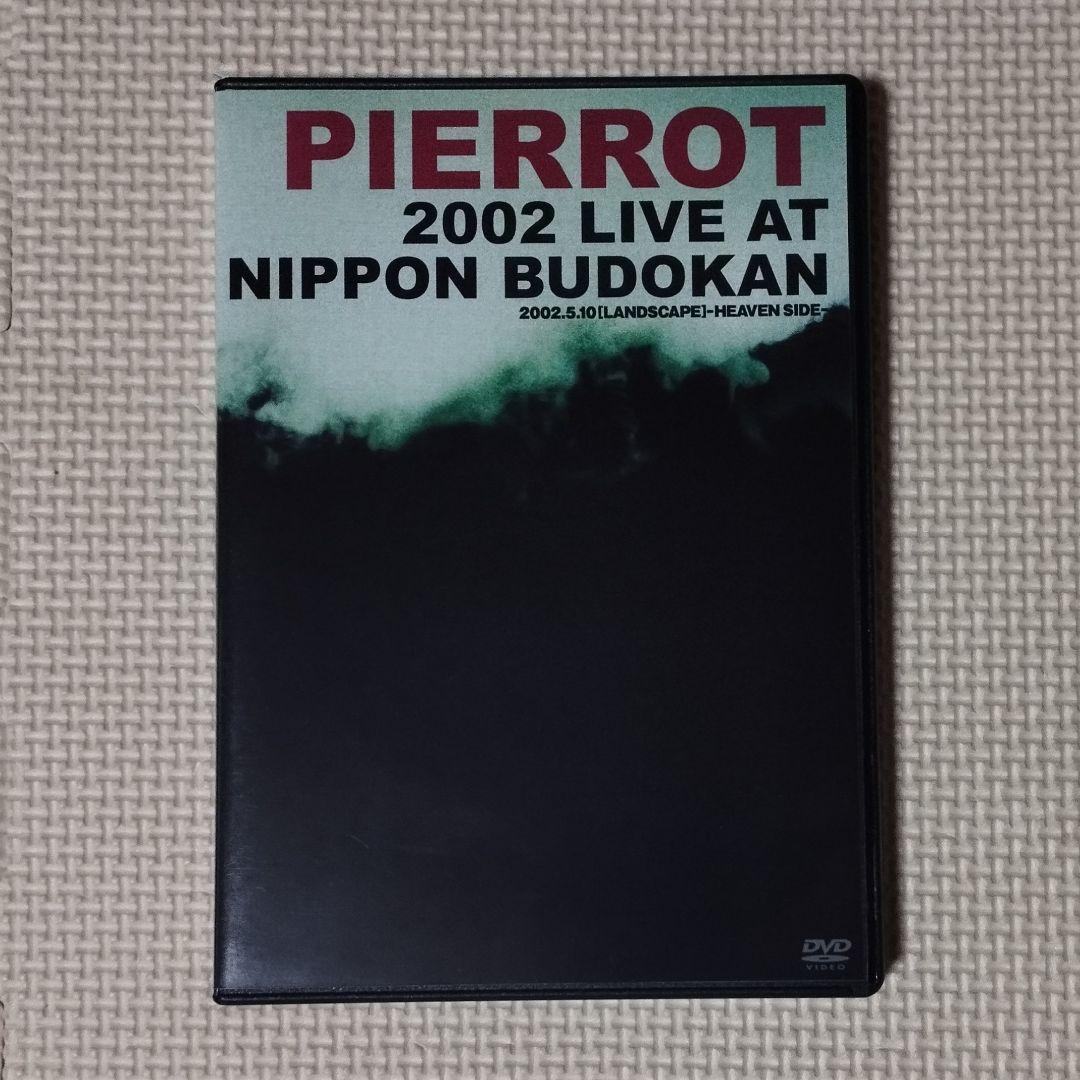 PIERROT
2002 LIVE AT
NIPPON BUDOKAN
2002.5.10[LANDSCAPE]-HEAVEN SIDE-
DVD
VIDEO